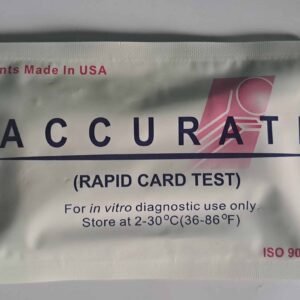 nts Made In USA
ACCURAT
(RAPID CARD TEST)
For in vitro diagnostic use only
Store at 2-30°C(36-86°F)
ISO 90